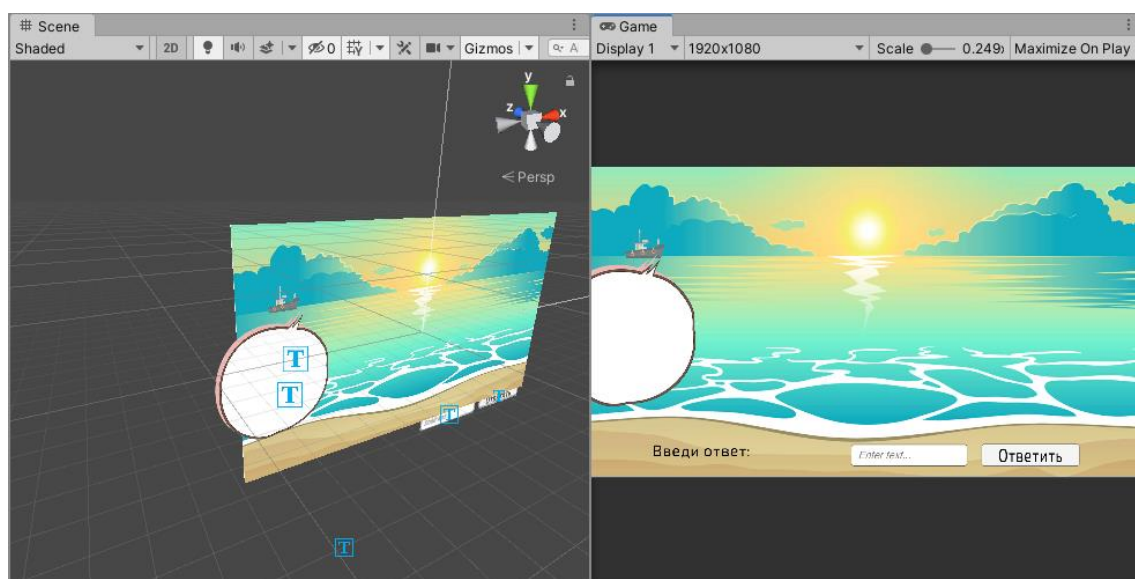 Scene
Shaded
2D
0
Gizmos
A
y
z
x
Persp
T
T
T
T
T
Game
Display 1
1920x1080
Scale
0.249
Maximize On Play
Введи ответ:
Enter text...
Ответить